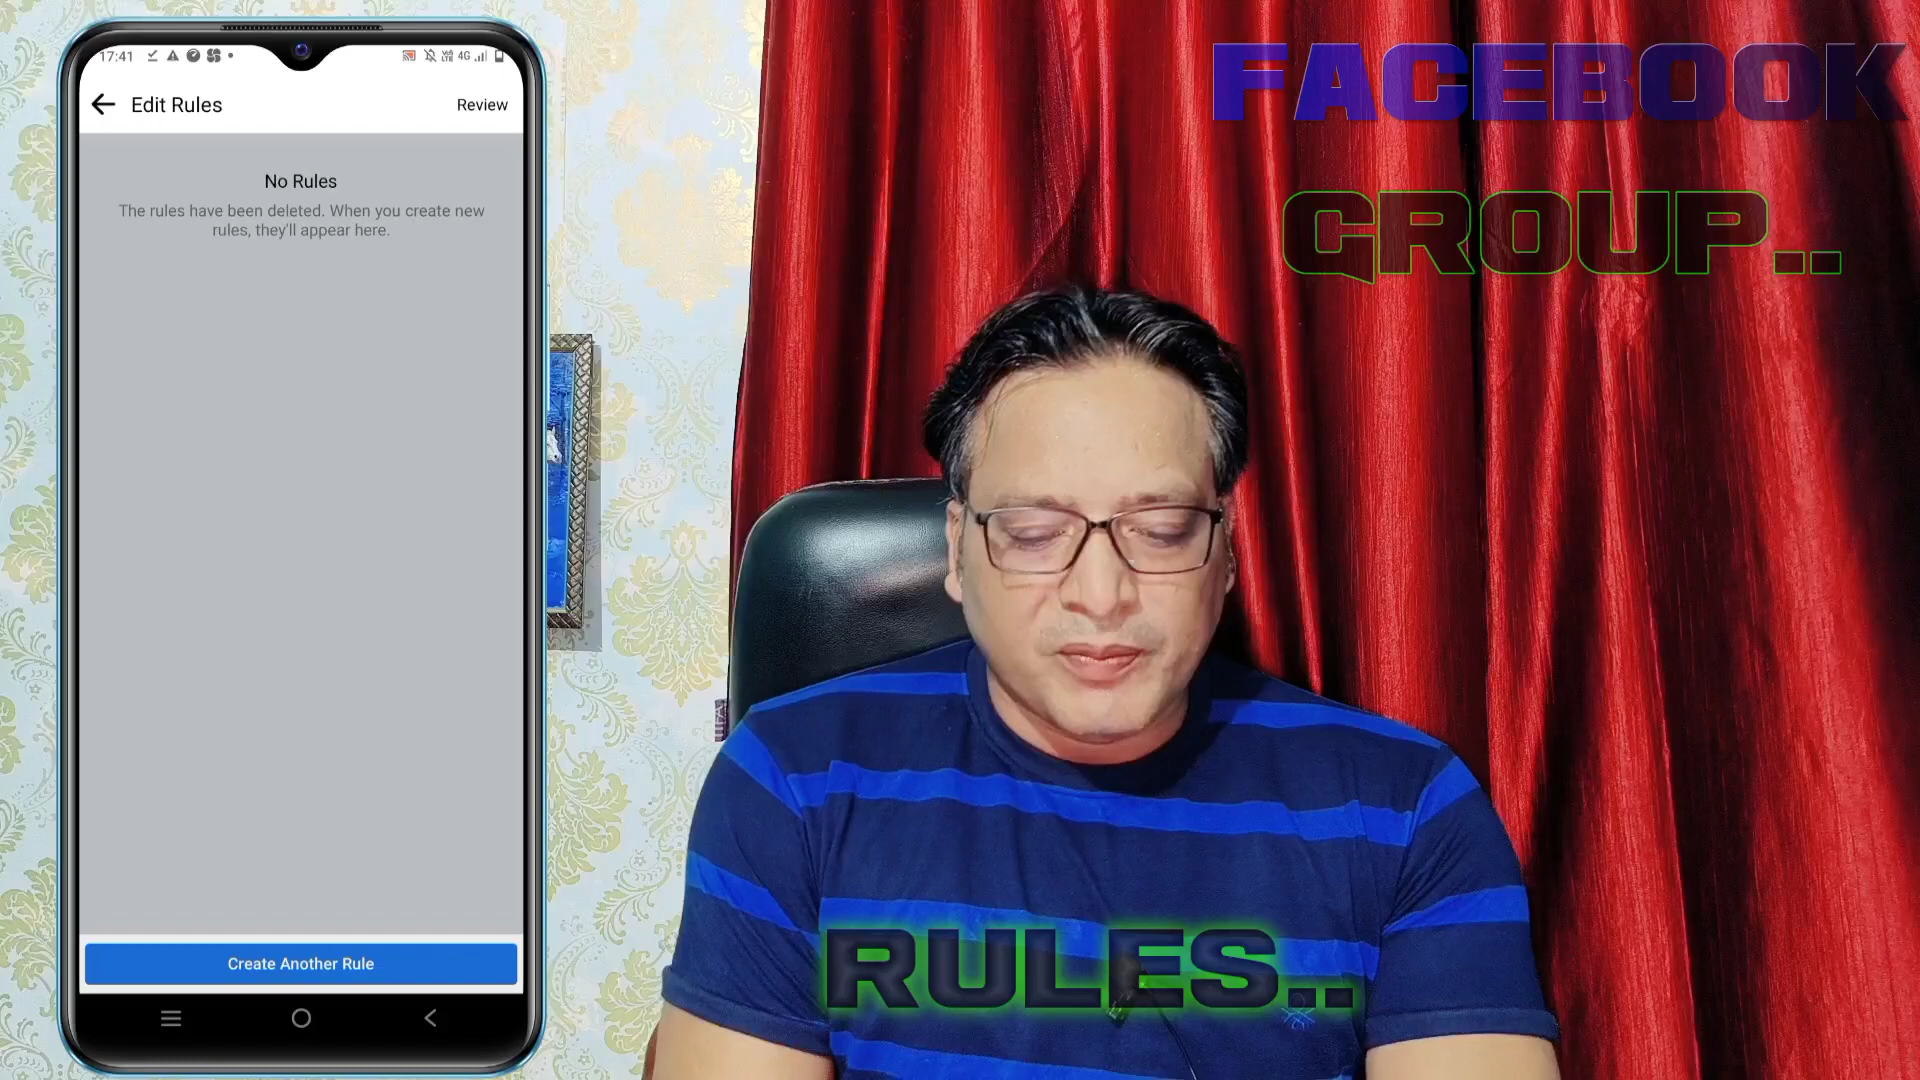 17:41
4G
Edit Rules
Review
No Rules
The rules have been deleted. When you create new
rules, they'll appear here.
Create Another Rule
FACEBOOK
GROUP..
RULES..